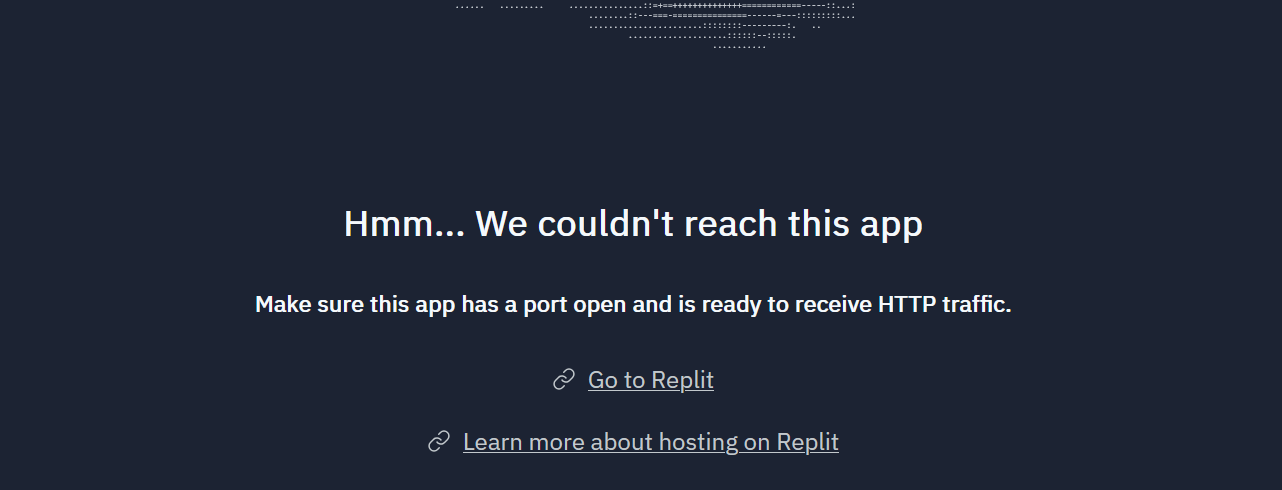 Hmm... We couldn't reach this app
Make sure this app has a port open and is ready to receive HTTP traffic.
Go to Replit
Learn more about hosting on Replit